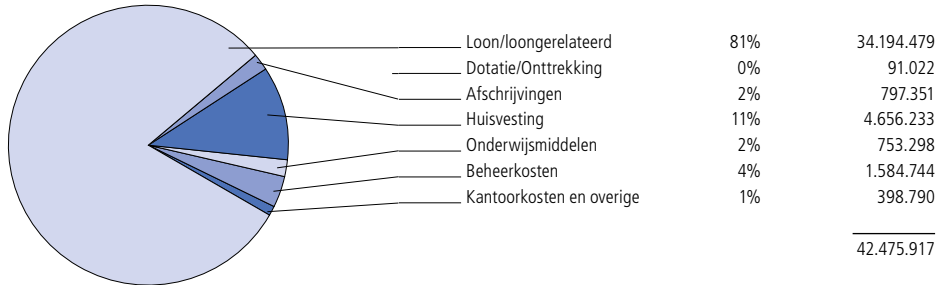 Loon/loongerelateerd 81% 34.194.479
Dotatie/Onttrekking 0% 91.022
Afschrijvingen 2% 797.351
Huisvesting 11% 4.656.233
Onderwijsmiddelen 2% 753.298
Beheerkosten 4% 1.584.744
Kantoorkosten en overige 1% 398.790
42.475.917